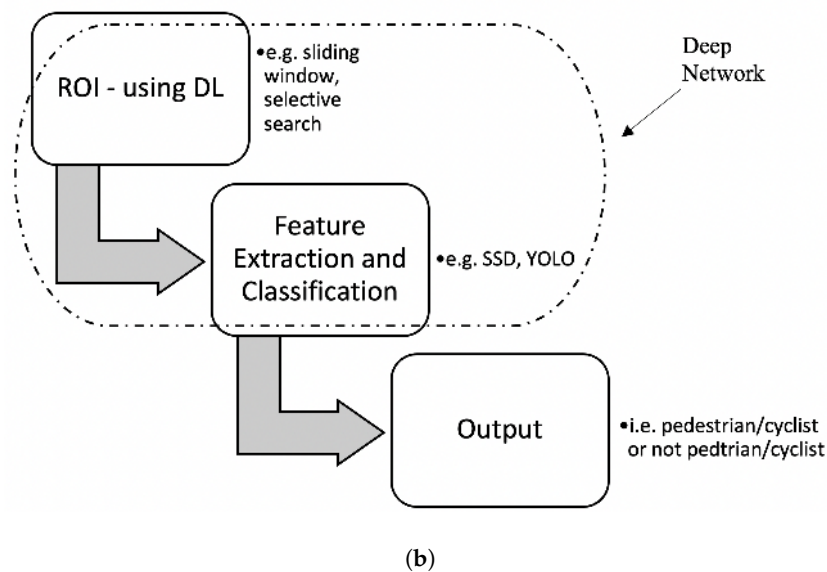 ROI - using DL
•e.g. sliding
window,
selective
search
Deep
Network
Feature
Extraction and
Classification
•e.g. SSD, YOLO
Output
•i.e. pedestrian/cyclist
or not pedtrian/cyclist
(b)